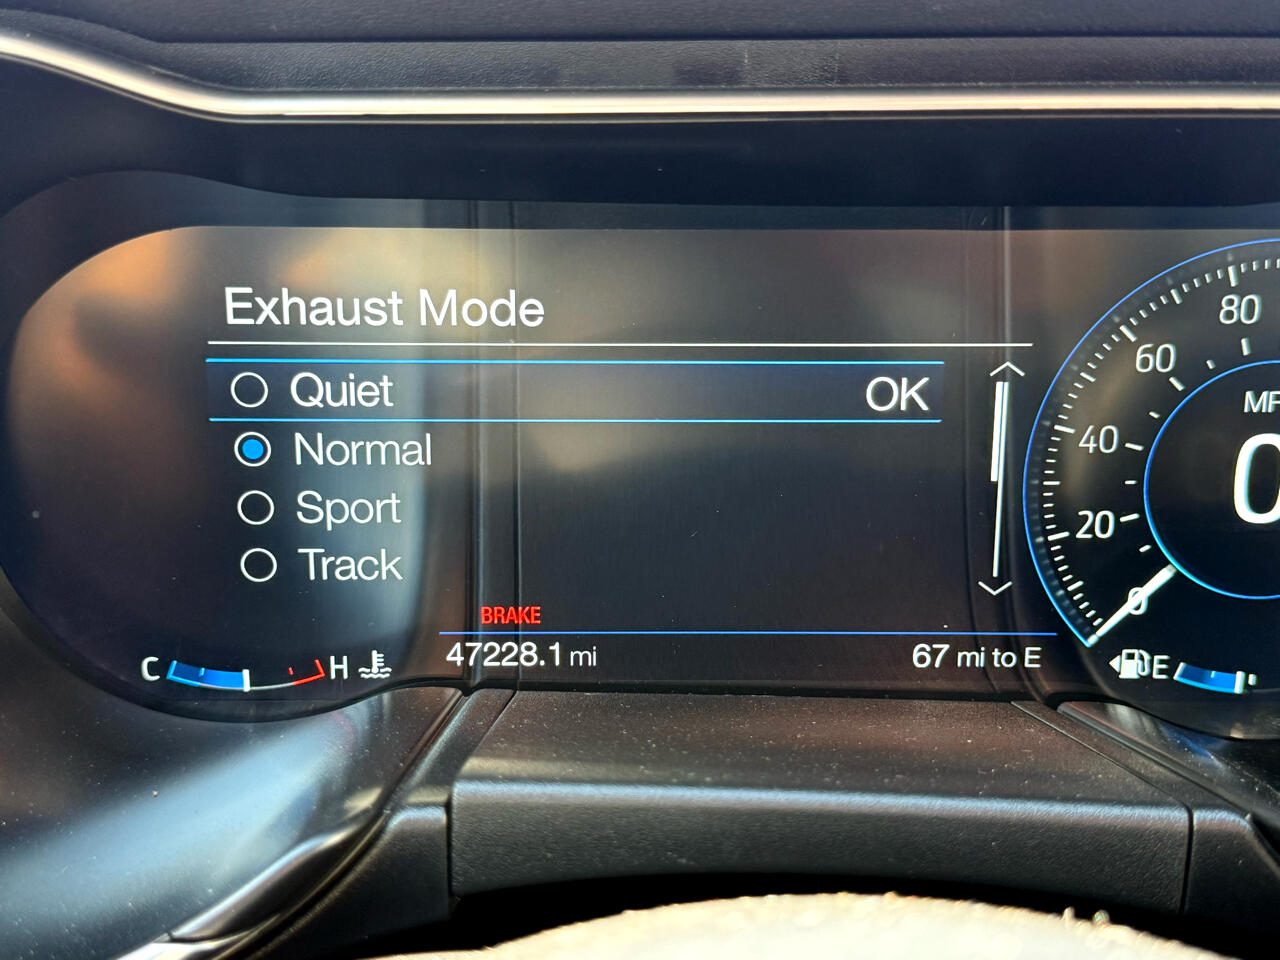 Exhaust Mode
Quiet OK
Normal
Sport
Track
BRAKE
47228.1 mi
67 mi to E
C H
80
60
40
20
0
0
E